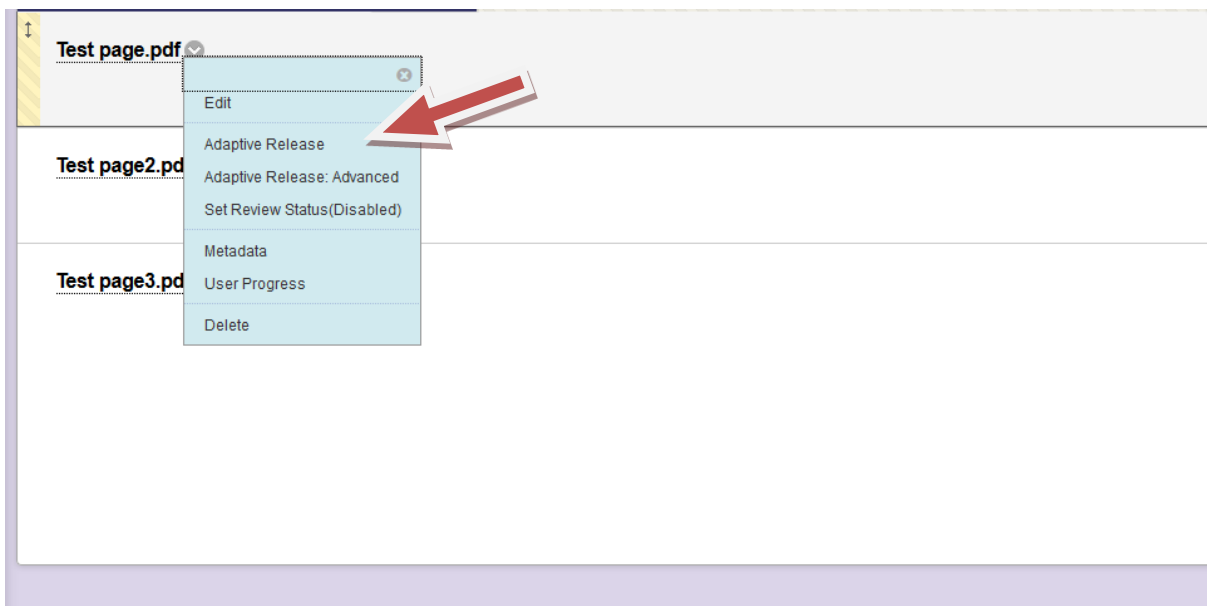 Test page.pdf
Edit
Adaptive Release
Adaptive Release: Advanced
Set Review Status(Disabled)
Metadata
User Progress
Delete
Test page2.pd
Test page3.pd